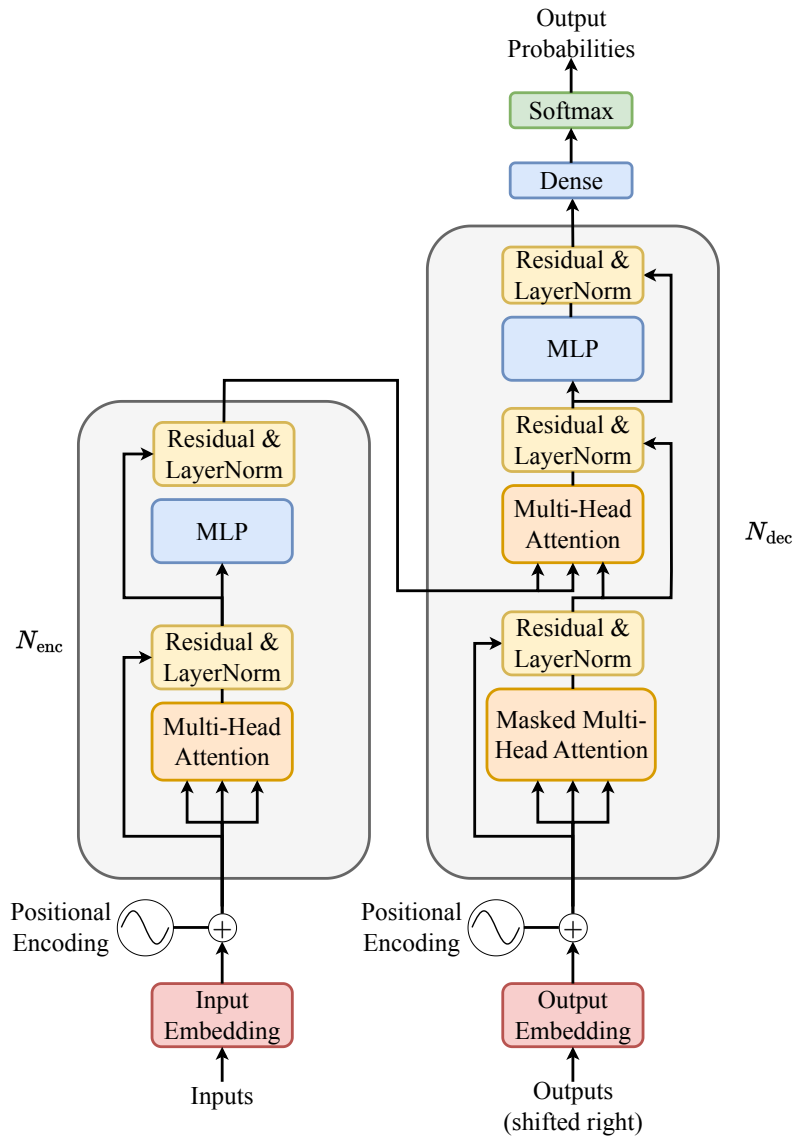 Output
Probabilities
Softmax
Dense
Residual &
LayerNorm
MLP
Residual &
LayerNorm
Multi-Head
Attention
N_dec
Residual &
LayerNorm
Masked Multi-
Head Attention
Residual &
LayerNorm
MLP
N_enc
Residual &
LayerNorm
Multi-Head
Attention
Positional
Encoding
+
Positional
Encoding
+
Input
Embedding
Output
Embedding
Inputs
Outputs
(shifted right)